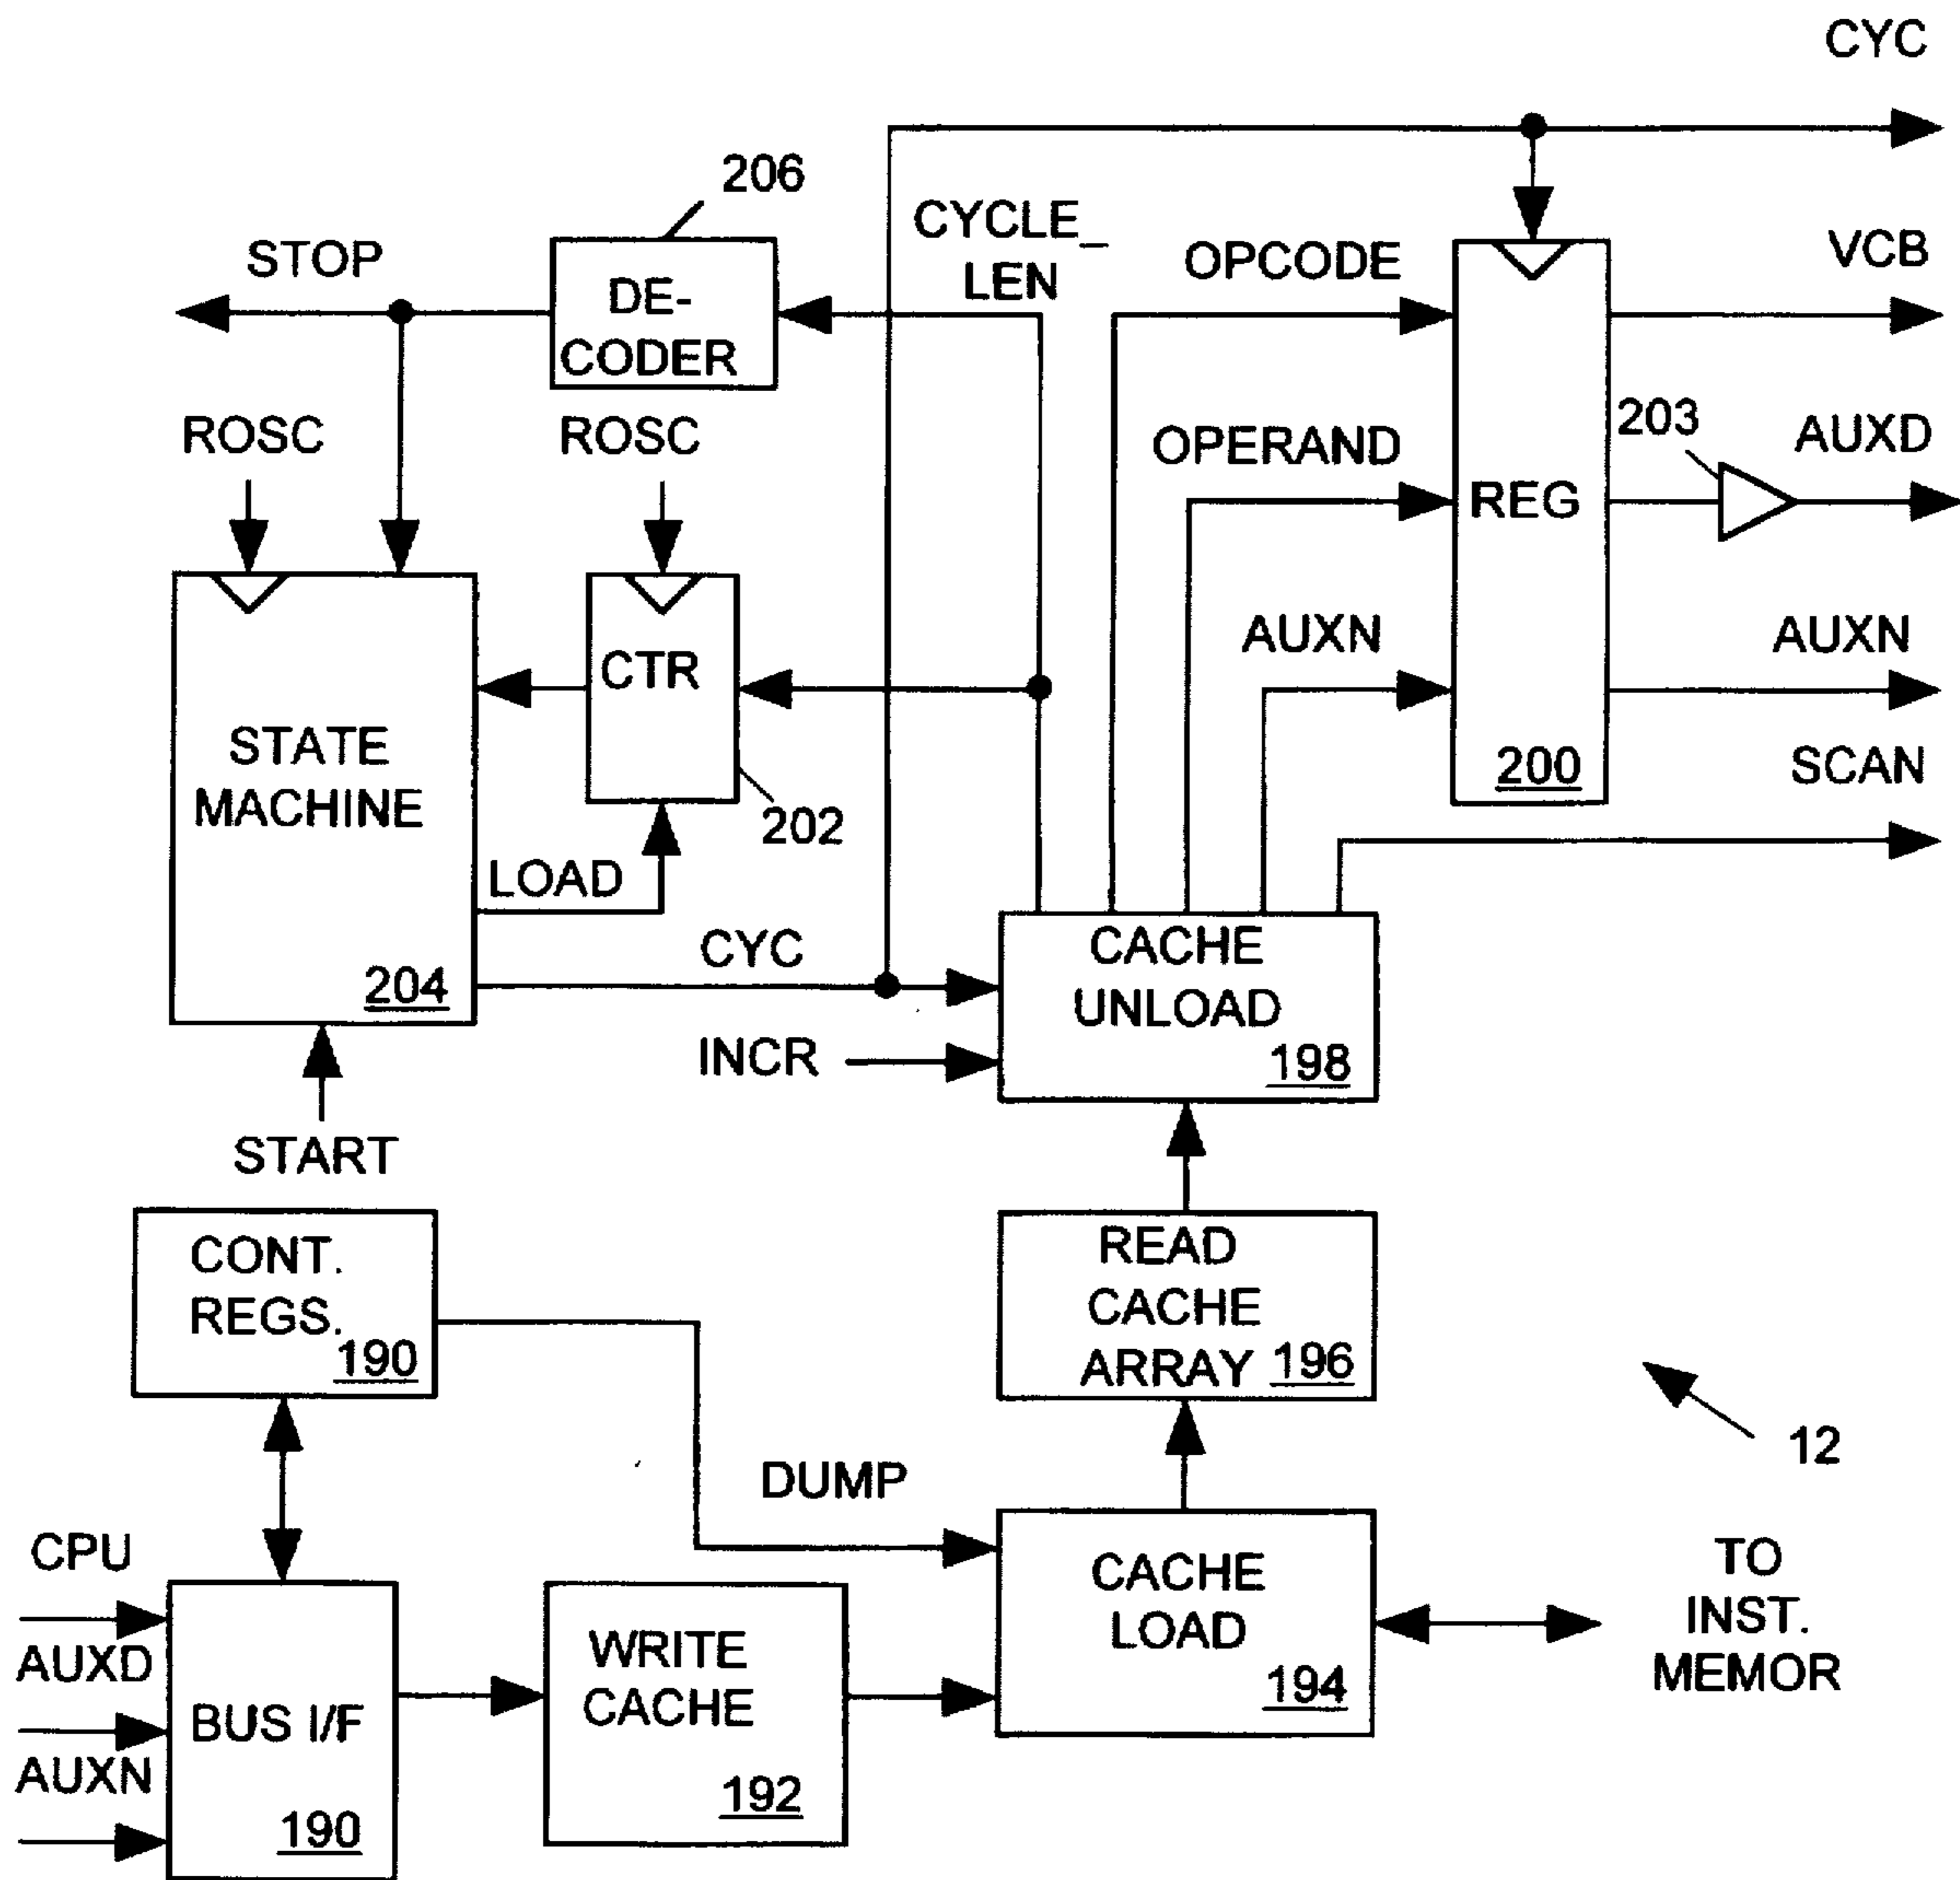 CYC
206
CYCLE_
LEN
STOP
OPCODE
VCB
DE-
CODER
ROSC
ROSC
OPERAND
203
AUXD
REG
CTR
AUXN
AUXN
STATE
MACHINE
200
SCAN
202
LOAD
CYC
204
CACHE
UNLOAD
198
INCR
START
CONT.
REGS.
190
READ
CACHE
ARRAY
196
12
DUMP
CPU
AUXD
AUXN
BUS I/F
190
WRITE
CACHE
192
CACHE
LOAD
194
TO
INST.
MEMOR